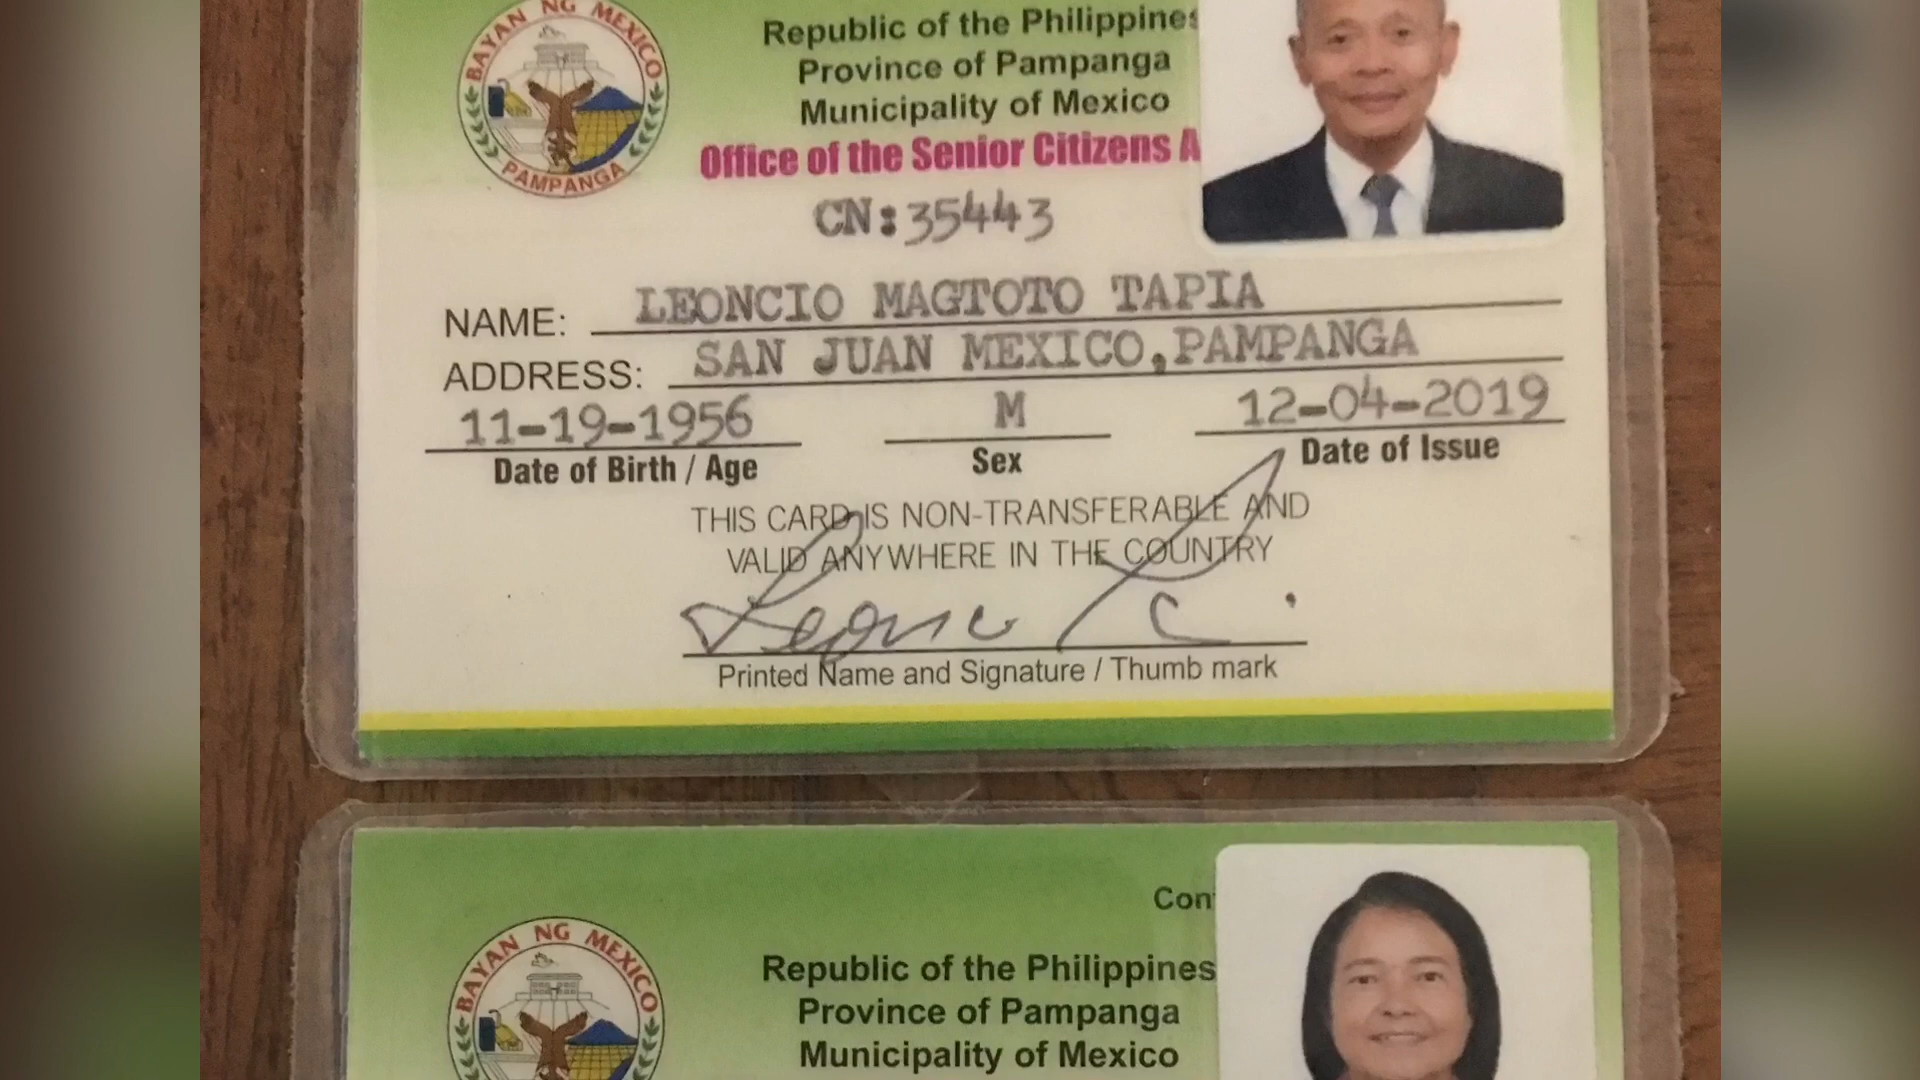 BAYAN NG MEXICO
PAMPANGA
Republic of the Philippines
Province of Pampanga
Municipality of Mexico
Office of the Senior Citizens A
CN:35443
NAME: LEONCIO MAGTOTO TAPIA
ADDRESS: SAN JUAN MEXICO,PAMPANGA
11-19-1956 M 12-04-2019
Date of Birth / Age Sex Date of Issue
THIS CARD IS NON-TRANSFERABLE AND
VALID ANYWHERE IN THE COUNTRY
Printed Name and Signature / Thumb mark
Con
BAYAN NG MEXICO
Republic of the Philippines
Province of Pampanga
Municipality of Mexico